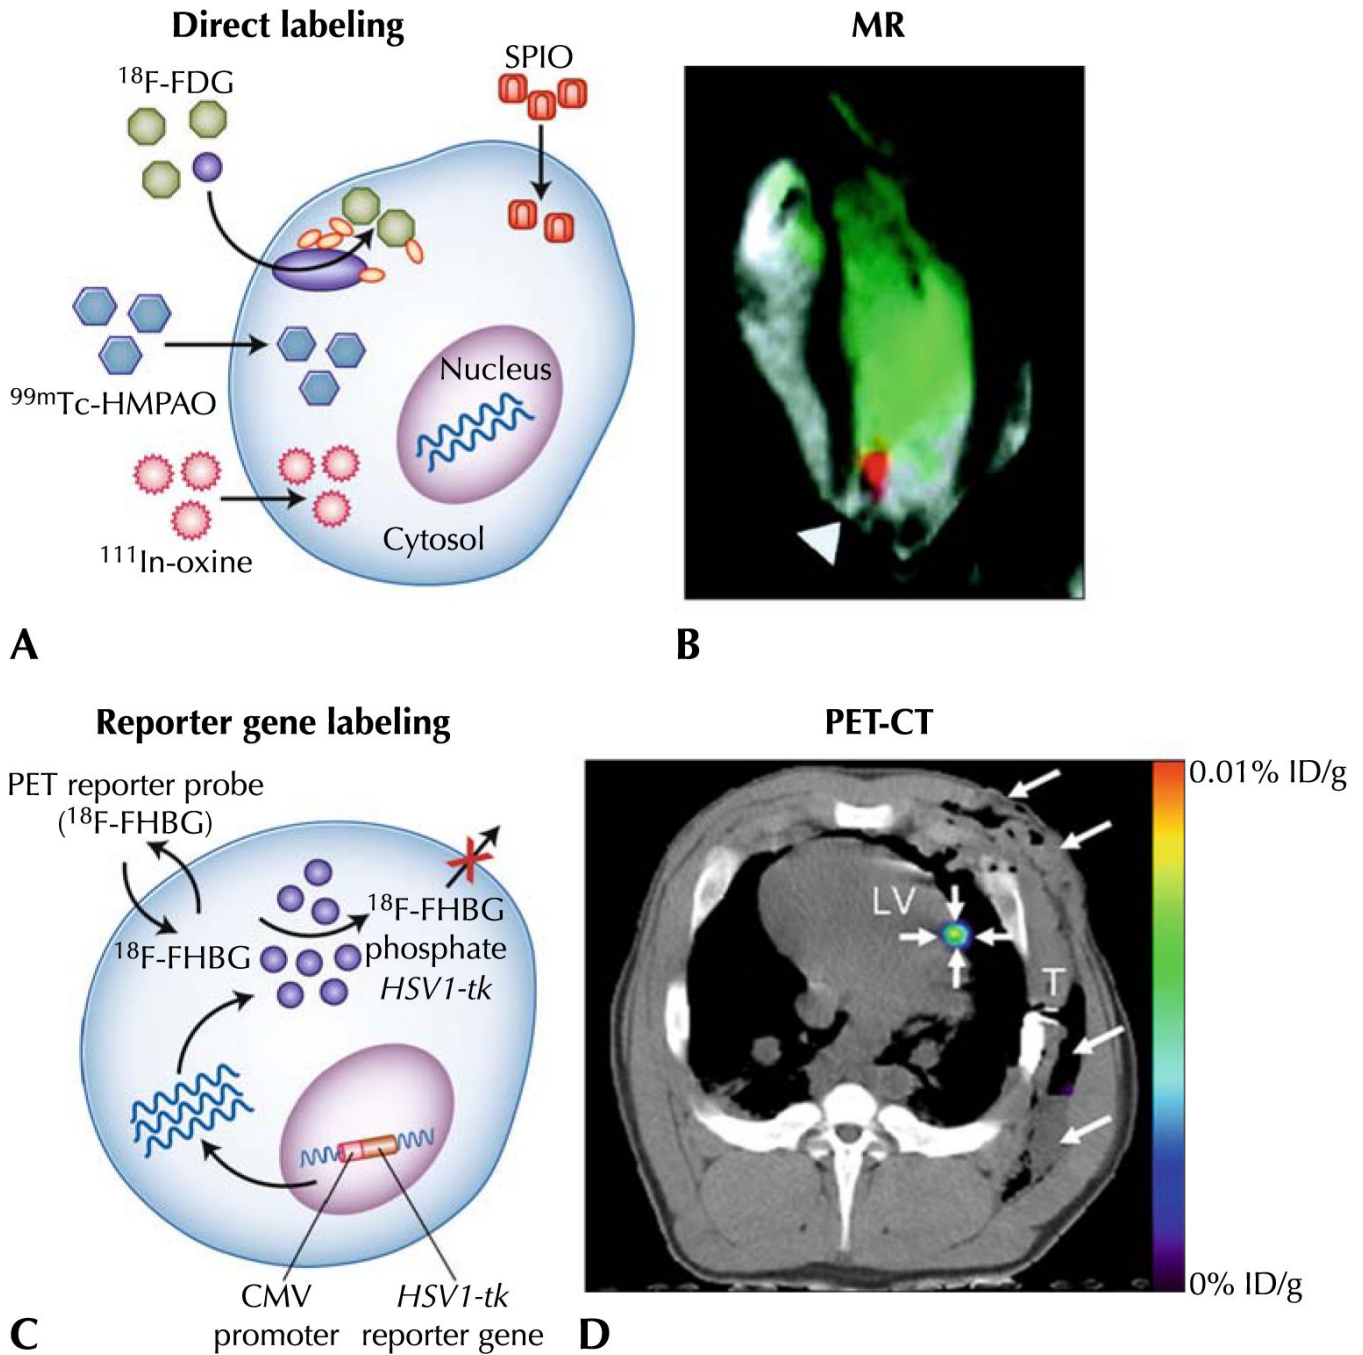 Direct labeling
MR
¹⁸F-FDG
SPIO
⁹⁹ᵐTc-HMPAO
Nucleus
¹¹¹In-oxine
Cytosol
A
B
Reporter gene labeling
PET-CT
PET reporter probe
(¹⁸F-FHBG)
¹⁸F-FHBG
¹⁸F-FHBG
phosphate
HSV1-tk
CMV
promoter
HSV1-tk
reporter gene
LV
T
0.01% ID/g
0% ID/g
C
D